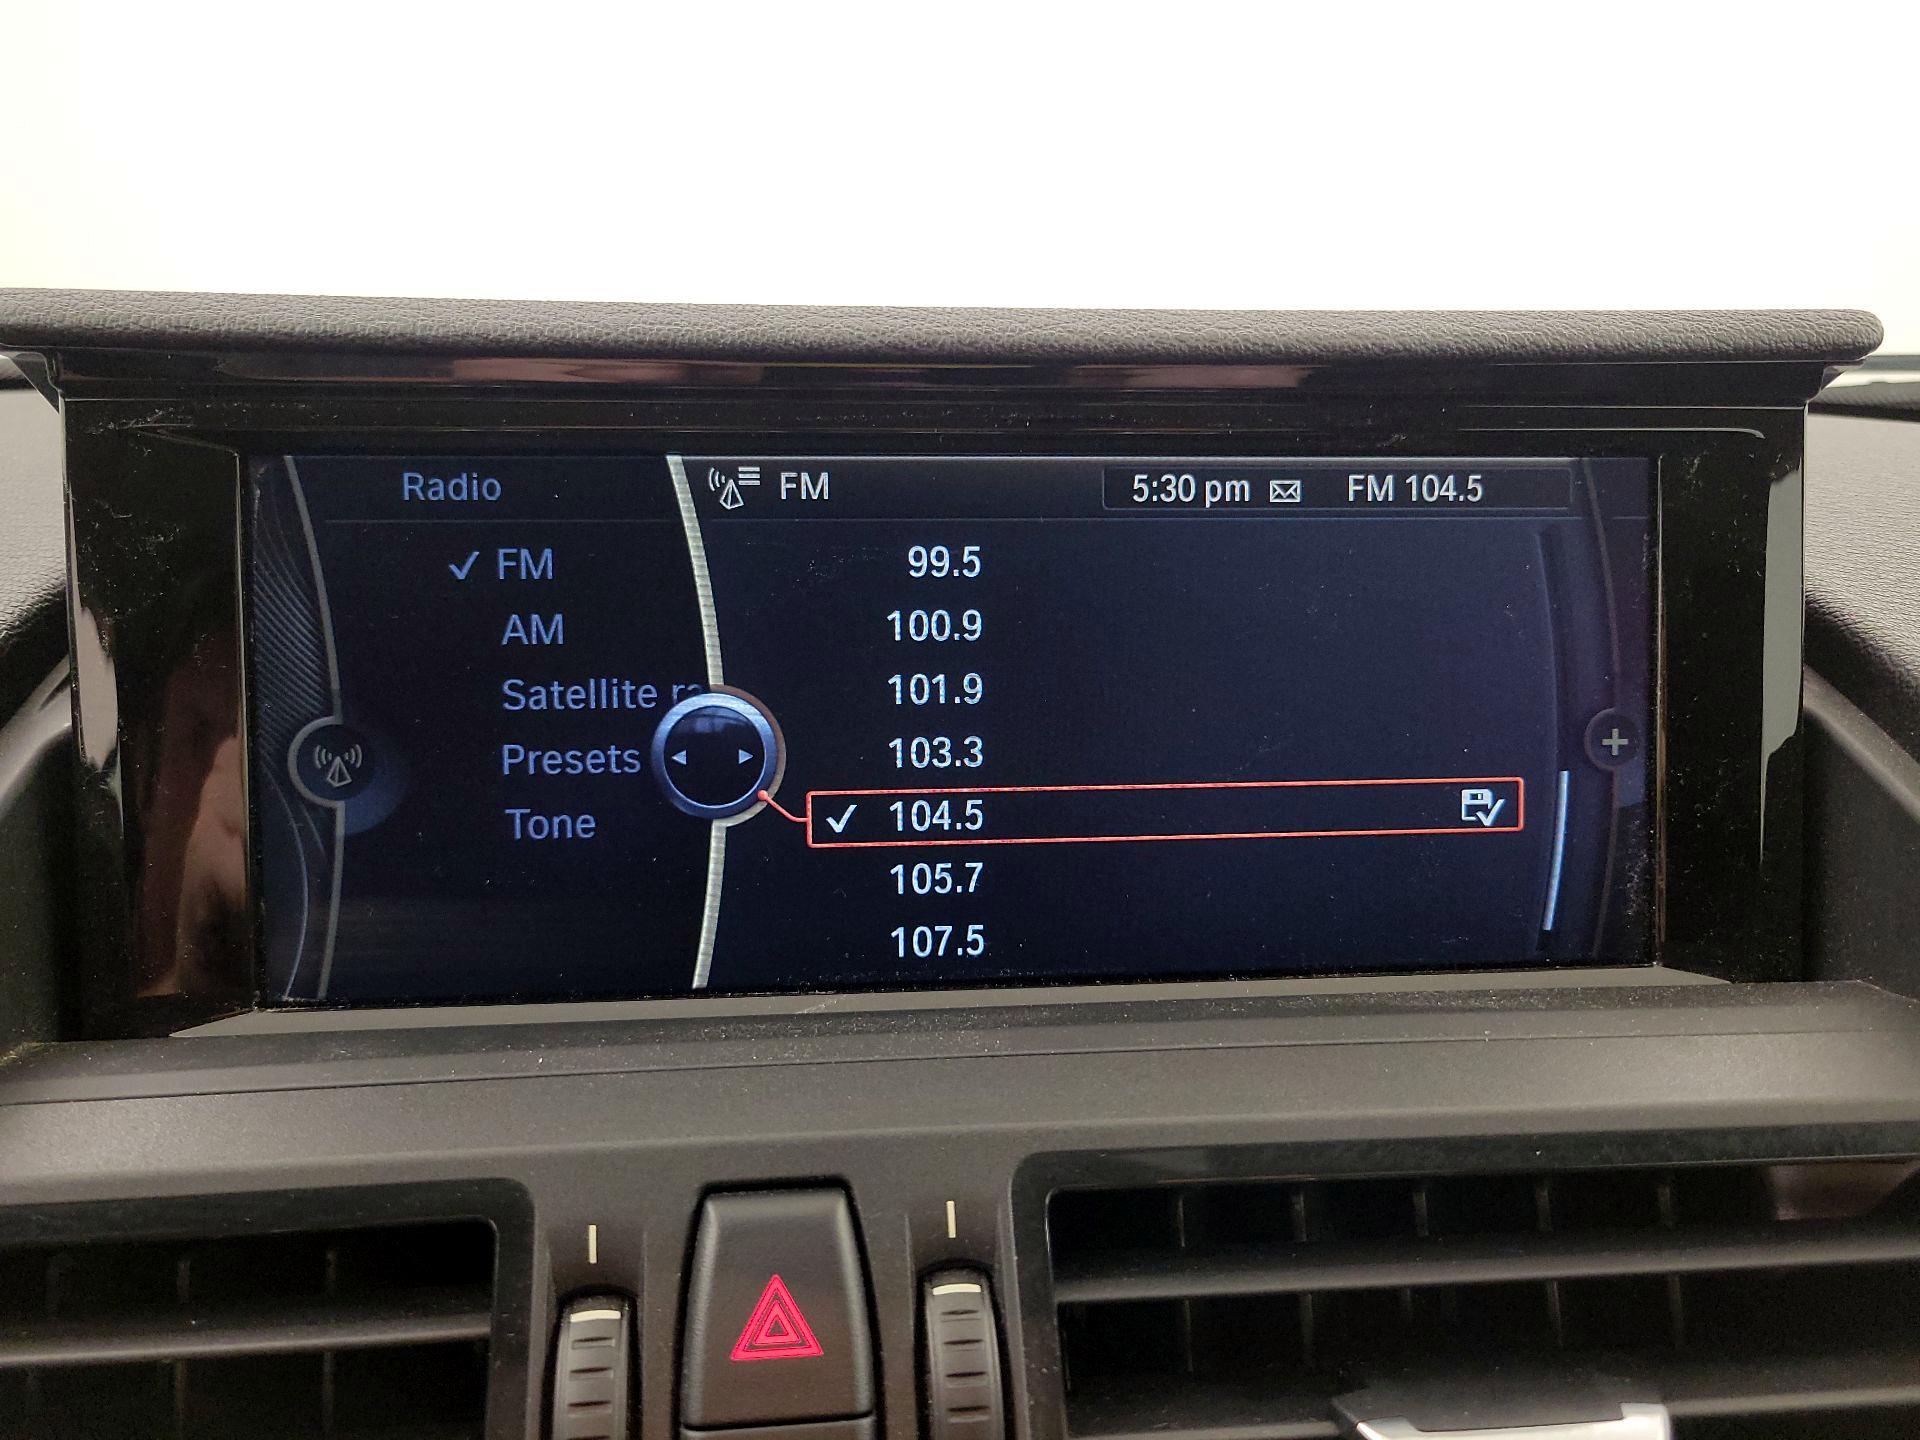 Radio
FM
5:30 pm
FM 104.5
FM
AM
Satellite
Presets
Tone
99.5
100.9
101.9
103.3
104.5
105.7
107.5